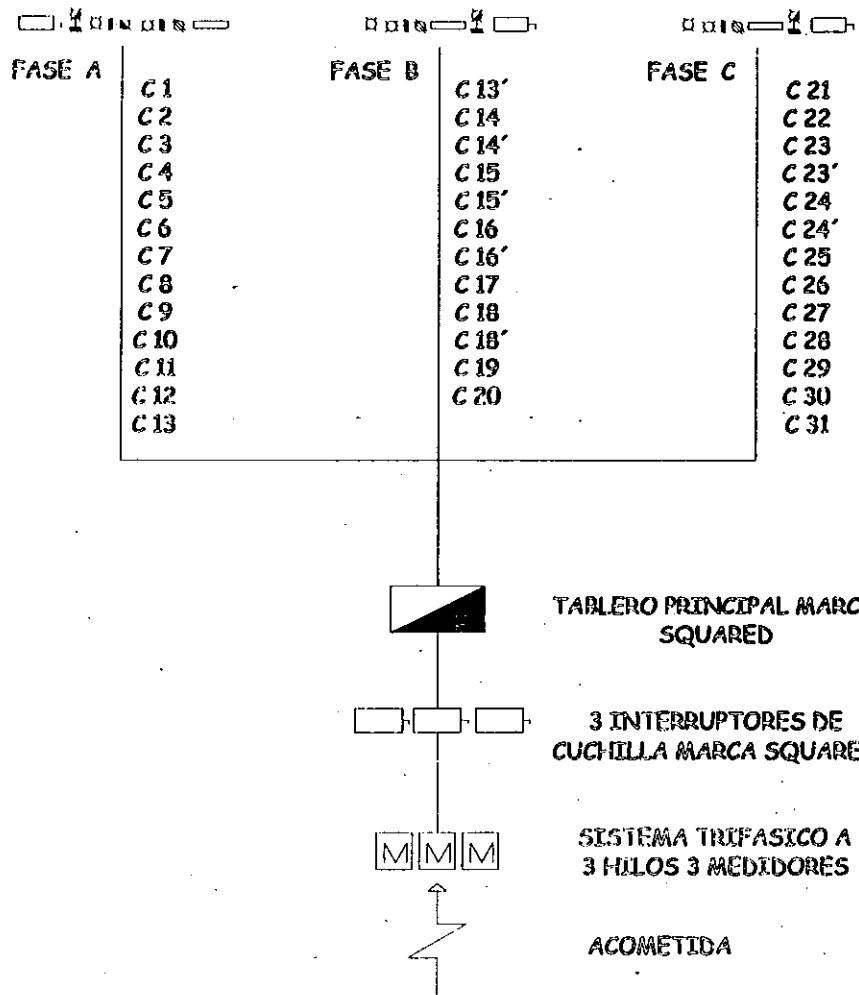 FASE A
C 1
C 2
C 3
C 4
C 5
C 6
C 7
C 8
C 9
C 10
C 11
C 12
C 13
FASE B
C 13´
C 14
C 14´
C 15
C 15´
C 16
C 16´
C 17
C 18
C 18´
C 19
C 20
FASE C
C 21
C 22
C 23
C 23´
C 24
C 24´
C 25
C 26
C 27
C 28
C 29
C 30
C 31
TABLERO PRINCIPAL MARC
SQUARED
3 INTERRUPTORES DE
CUCHILLA MARCA SQUARE
M M M
SISTEMA TRIFASICO A
3 HILOS 3 MEDIDORES
ACOMETIDA